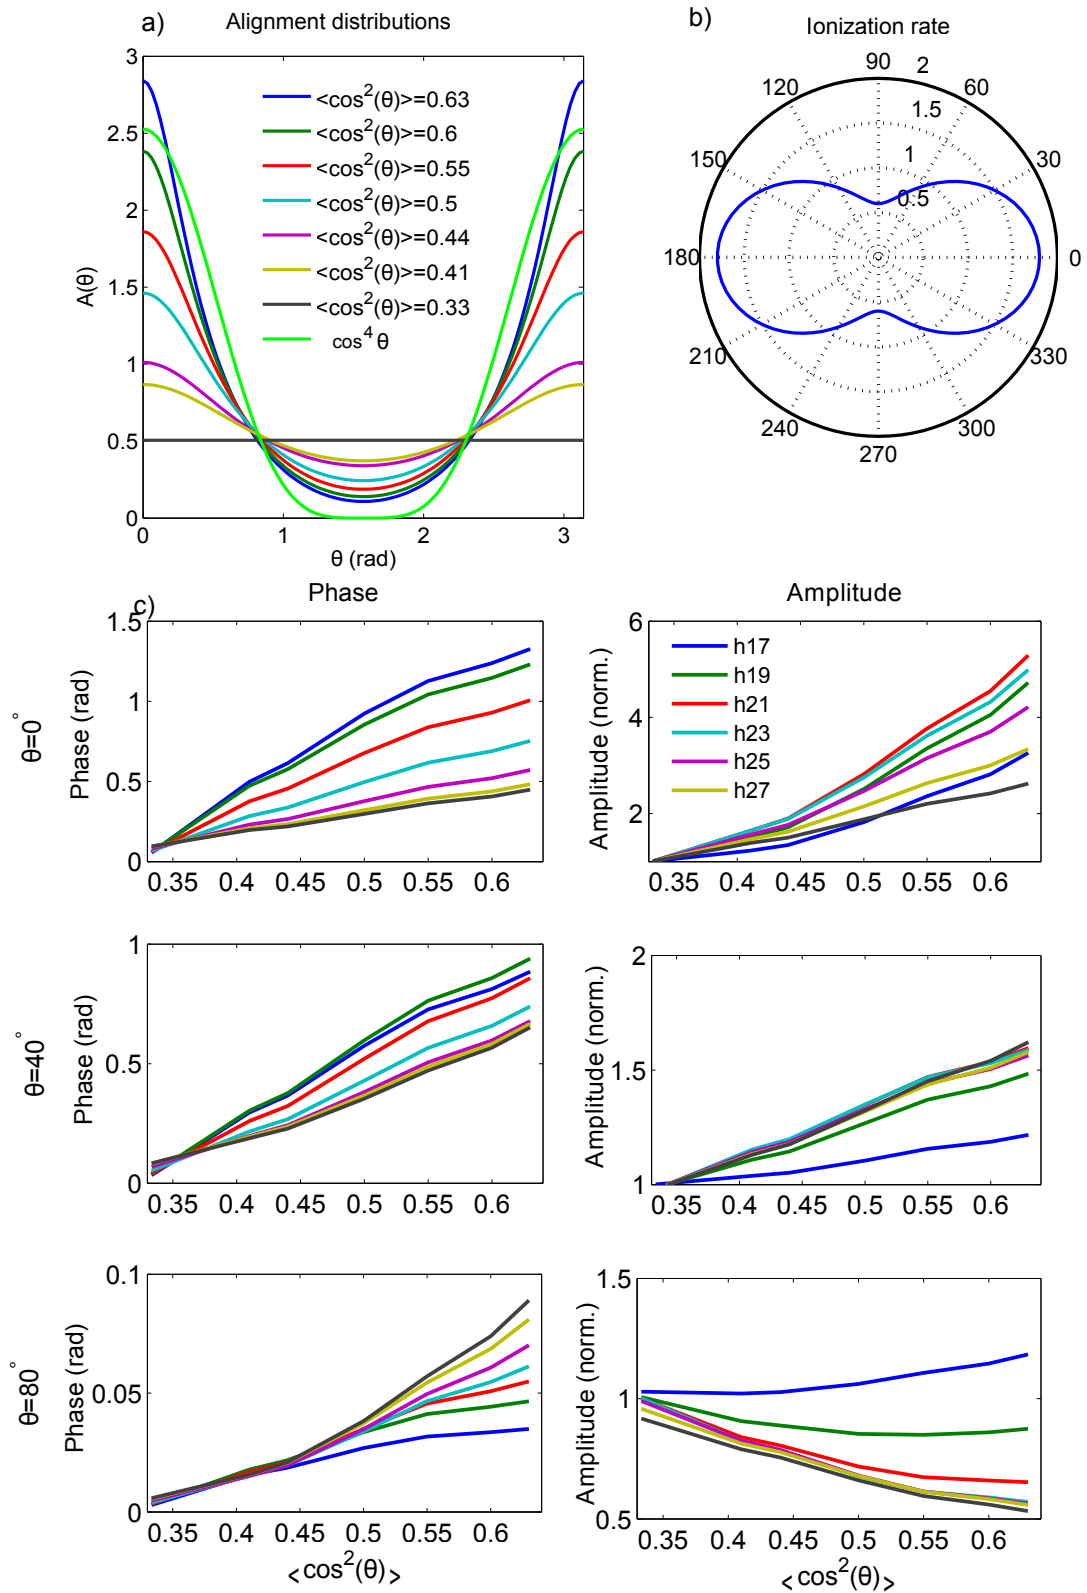 a) Alignment distributions
3
2.5
2
1.5
1
0.5
0
A(θ)
0 1 2 3
θ (rad)
<cos²(θ)>=0.63
<cos²(θ)>=0.6
<cos²(θ)>=0.55
<cos²(θ)>=0.5
<cos²(θ)>=0.44
<cos²(θ)>=0.41
<cos²(θ)>=0.33
cos⁴θ
b) Ionization rate
90 2
120 60
1.5
150 1 30
0.5
180 0
210 330
240 300
270
c) Phase
θ=0°
Phase (rad)
1.5
1
0.5
0
0.35 0.4 0.45 0.5 0.55 0.6
Amplitude
Amplitude (norm.)
6
4
2
h17
h19
h21
h23
h25
h27
0.35 0.4 0.45 0.5 0.55 0.6
θ=40°
Phase (rad)
1
0.5
0
0.35 0.4 0.45 0.5 0.55 0.6
Amplitude (norm.)
2
1.5
1
0.35 0.4 0.45 0.5 0.55 0.6
θ=80°
Phase (rad)
0.1
0.05
0
0.35 0.4 0.45 0.5 0.55 0.6
<cos²(θ)>
Amplitude (norm.)
1.5
1
0.5
0.35 0.4 0.45 0.5 0.55 0.6
<cos²(θ)>